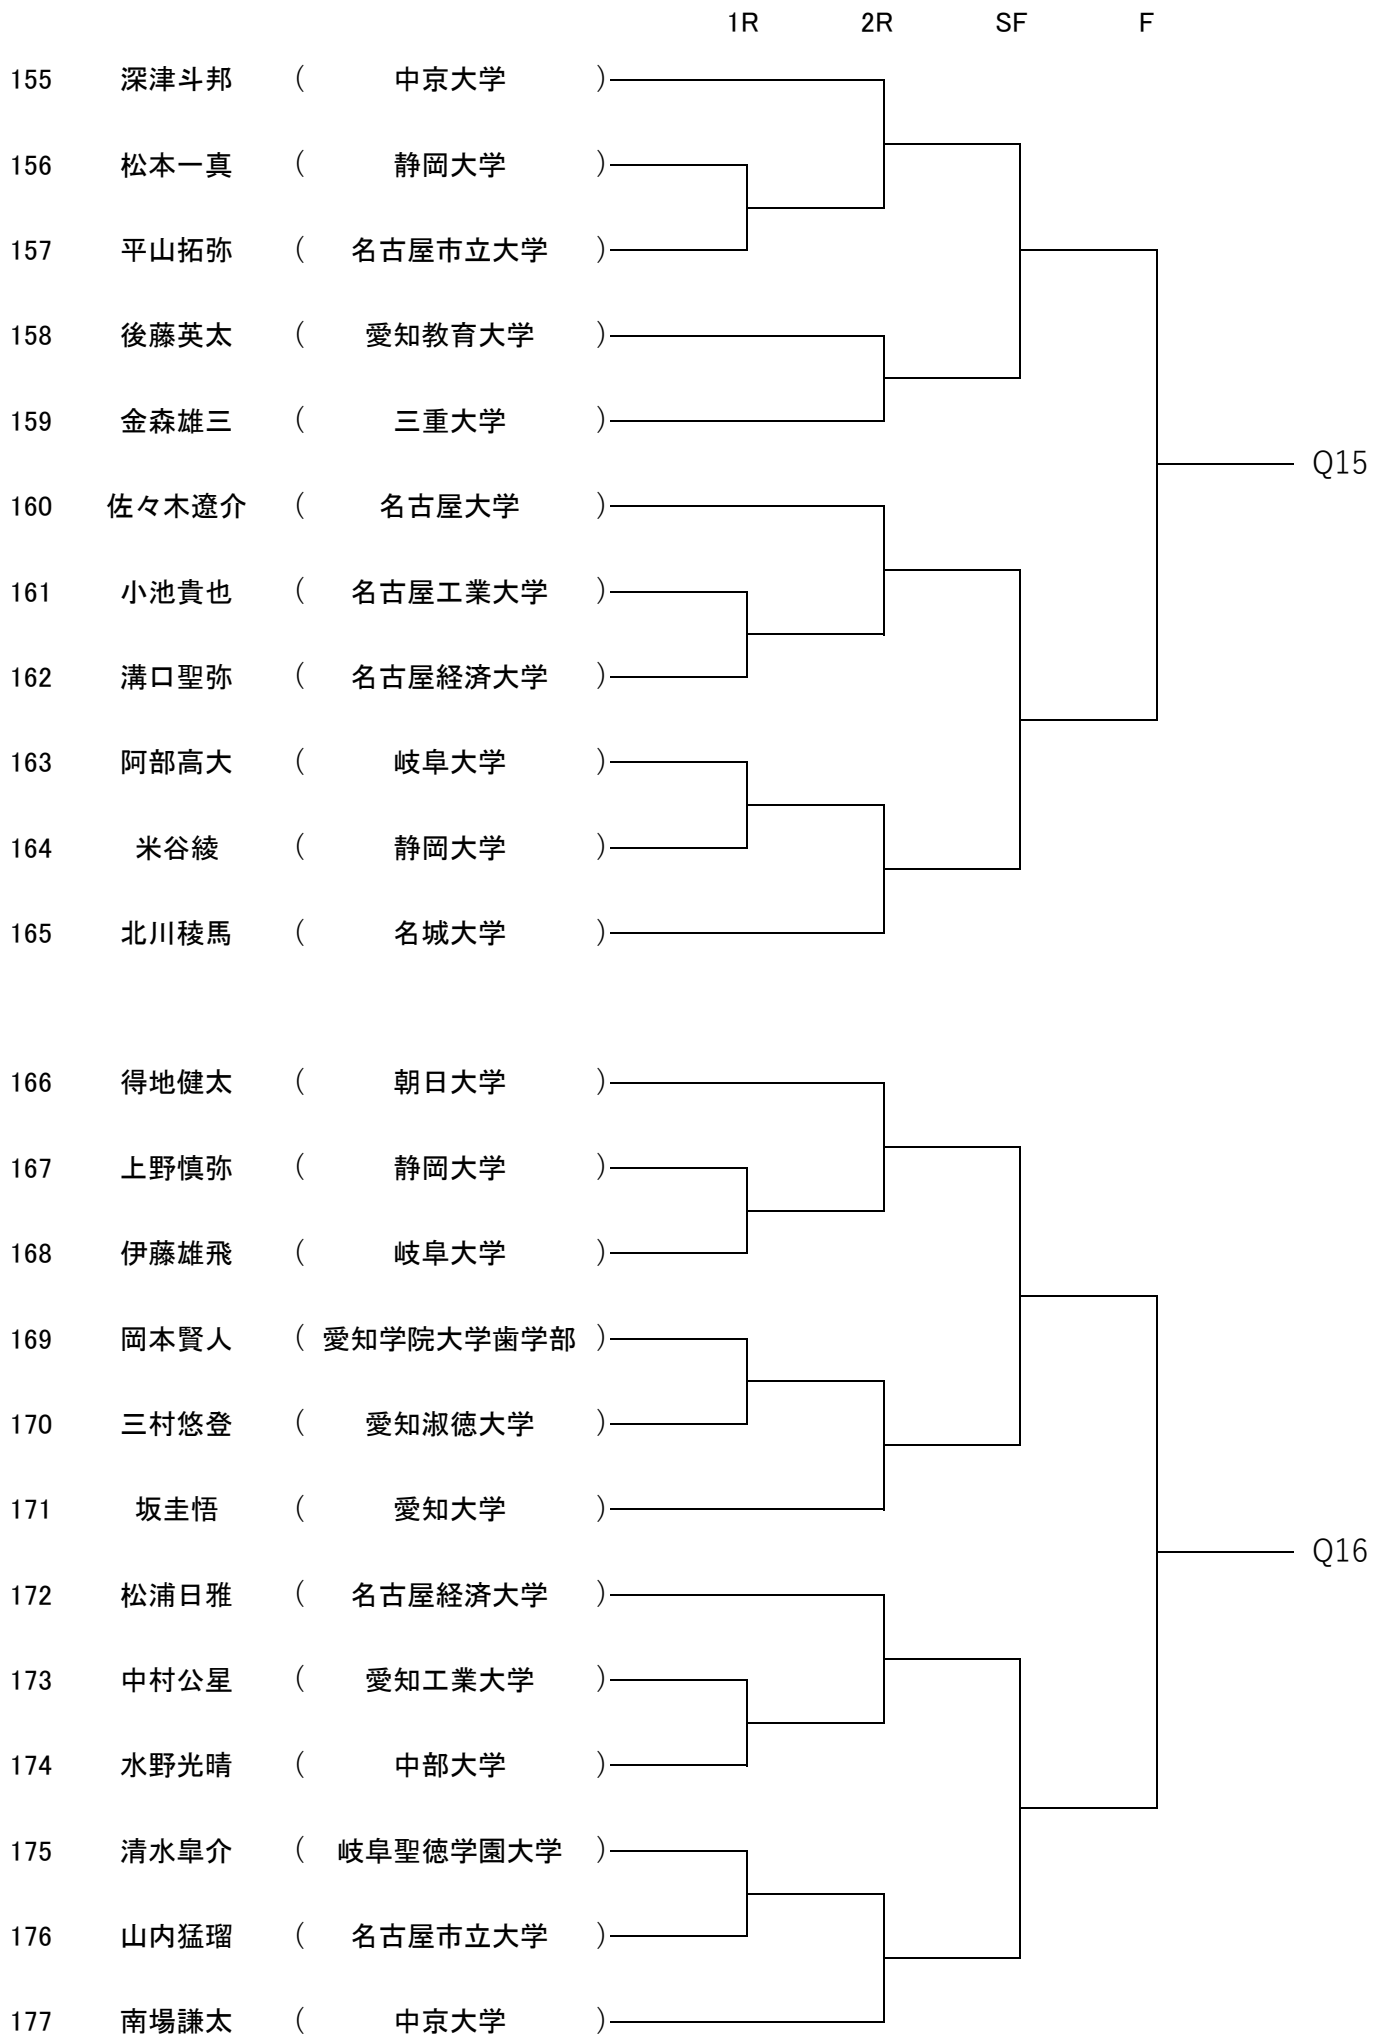 1R 2R SF F
155 深津斗邦 ( 中京大学 )
156 松本一真 ( 静岡大学 )
157 平山拓弥 ( 名古屋市立大学 )
158 後藤英太 ( 愛知教育大学 )
159 金森雄三 ( 三重大学 )
Q15
160 佐々木遼介 ( 名古屋大学 )
161 小池貴也 ( 名古屋工業大学 )
162 溝口聖弥 ( 名古屋経済大学 )
163 阿部高大 ( 岐阜大学 )
164 米谷綾 ( 静岡大学 )
165 北川稜馬 ( 名城大学 )
166 得地健太 ( 朝日大学 )
167 上野慎弥 ( 静岡大学 )
168 伊藤雄飛 ( 岐阜大学 )
169 岡本賢人 ( 愛知学院大学歯学部 )
170 三村悠登 ( 愛知淑徳大学 )
171 坂圭悟 ( 愛知大学 )
Q16
172 松浦日雅 ( 名古屋経済大学 )
173 中村公星 ( 愛知工業大学 )
174 水野光晴 ( 中部大学 )
175 清水皐介 ( 岐阜聖徳学園大学 )
176 山内猛瑠 ( 名古屋市立大学 )
177 南場謙太 ( 中京大学 )